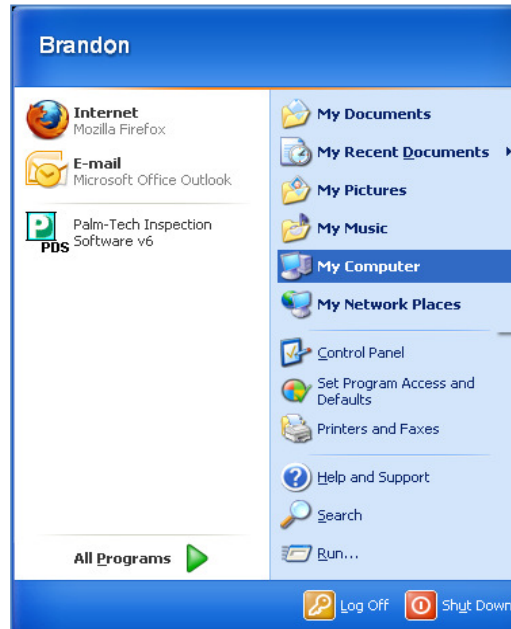 Brandon
Internet
Mozilla Firefox
E-mail
Microsoft Office Outlook
PDS
Palm-Tech Inspection
Software v6
All Programs
My Documents
My Recent Documents
My Pictures
My Music
My Computer
My Network Places
Control Panel
Set Program Access and
Defaults
Printers and Faxes
Help and Support
Search
Run...
Log Off
Shut Down